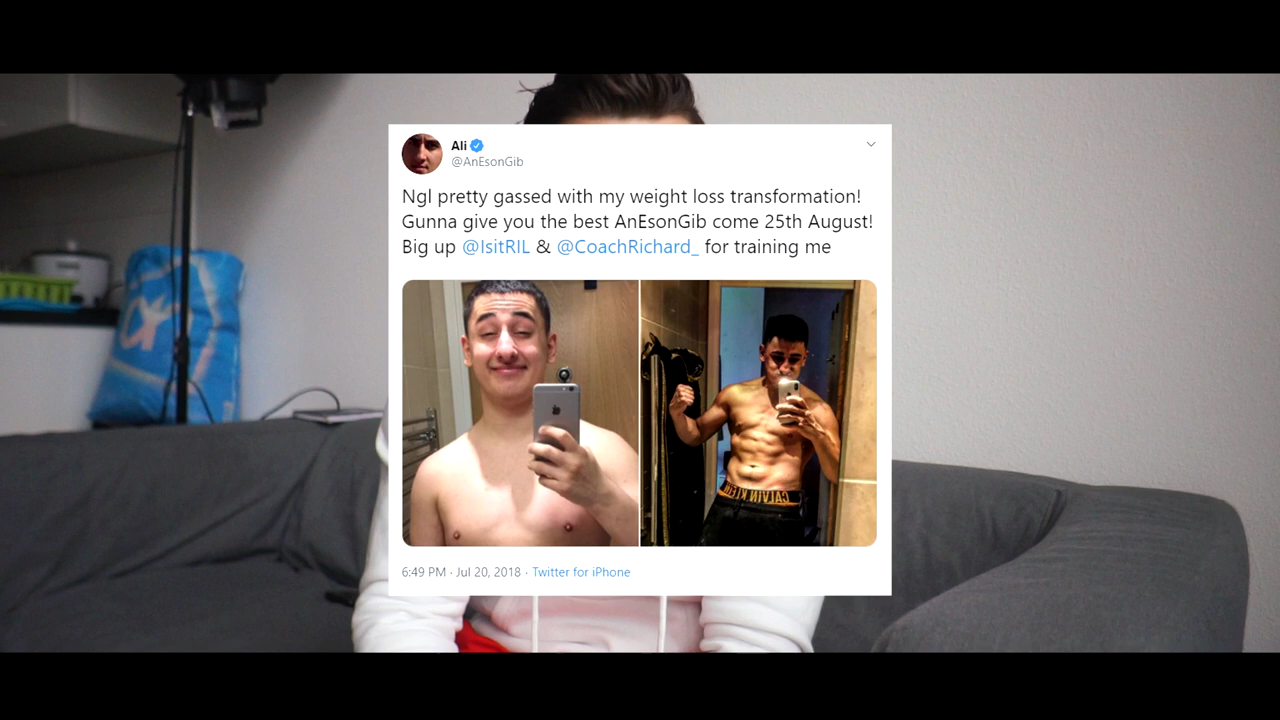 Ali
@AnEsonGib
Ngl pretty gassed with my weight loss transformation!
Gunna give you the best AnEsonGib come 25th August!
Big up @IsitRIL & @CoachRichard_ for training me
CALVIN KLEIN
6:49 PM · Jul 20, 2018 · Twitter for iPhone